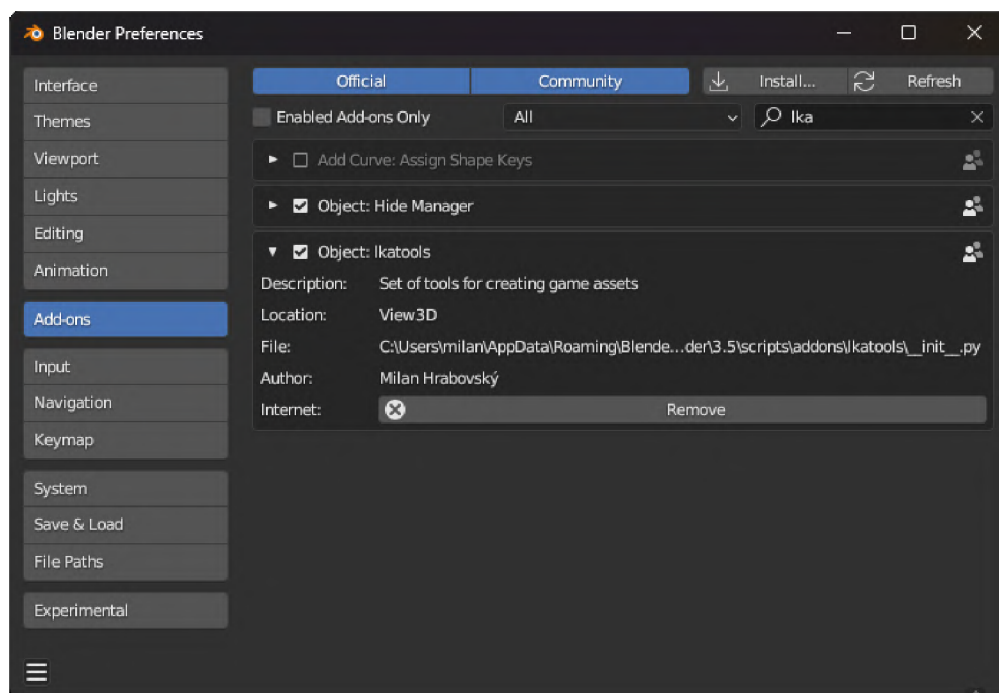 Blender Preferences
Interface
Themes
Viewport
Lights
Editing
Animation
Add-ons
Input
Navigation
Keymap
System
Save & Load
File Paths
Experimental
Official Community Install... Refresh
Enabled Add-ons Only All Ika
Add Curve: Assign Shape Keys
Object: Hide Manager
Object: Ikatools
Description: Set of tools for creating game assets
Location: View3D
File: C:\Users\milan\AppData\Roaming\Blende...der\3.5\scripts\addons\Ikatools\__init__.py
Author: Milan Hrabovský
Internet: Remove